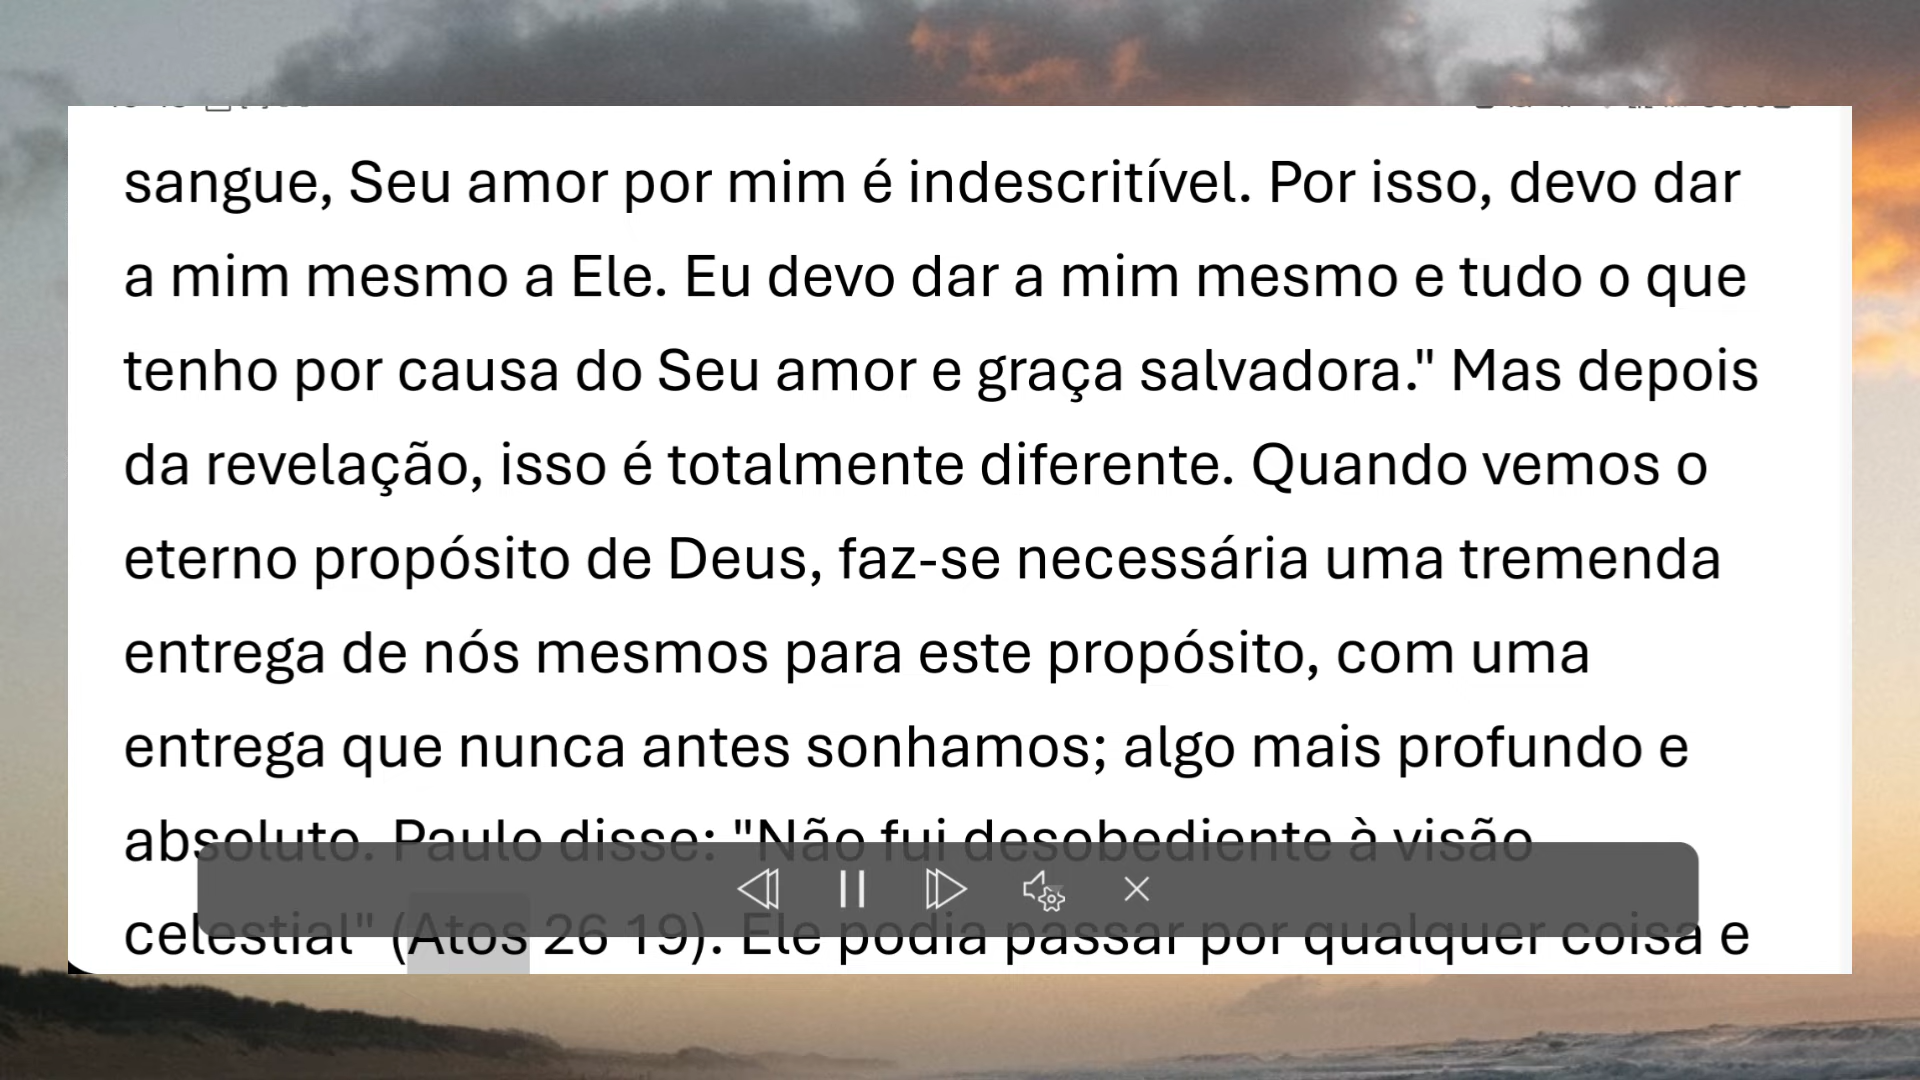 sangue, Seu amor por mim é indescritível. Por isso, devo dar
a mim mesmo a Ele. Eu devo dar a mim mesmo e tudo o que
tenho por causa do Seu amor e graça salvadora." Mas depois
da revelação, isso é totalmente diferente. Quando vemos o
eterno propósito de Deus, faz-se necessária uma tremenda
entrega de nós mesmos para este propósito, com uma
entrega que nunca antes sonhamos; algo mais profundo e
absoluto. Paulo disse: "Não fui desobediente à visão
celestial" (Atos 26 19). Ele podia passar por qualquer coisa e